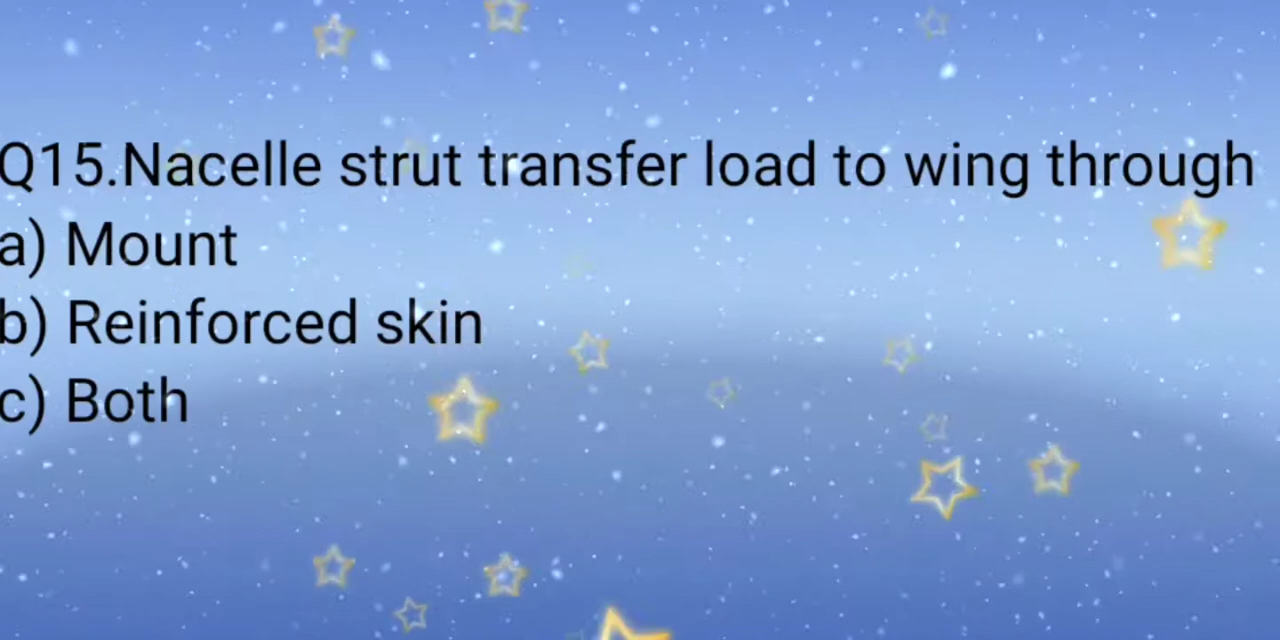 Q15.Nacelle strut transfer load to wing through
a) Mount
b) Reinforced skin
c) Both